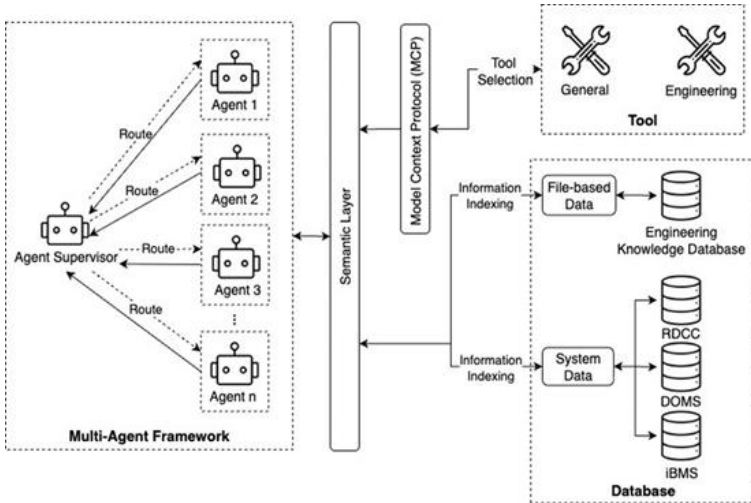 Agent 1
Route
Route
Agent 2
Agent Supervisor
Route
Agent 3
Route
Agent n
Multi-Agent Framework
Semantic Layer
Model Context Protocol (MCP)
Tool
Selection
General
Engineering
Tool
Information
Indexing
File-based
Data
Engineering
Knowledge Database
RDCC
Information
Indexing
System
Data
DOMS
iBMS
Database